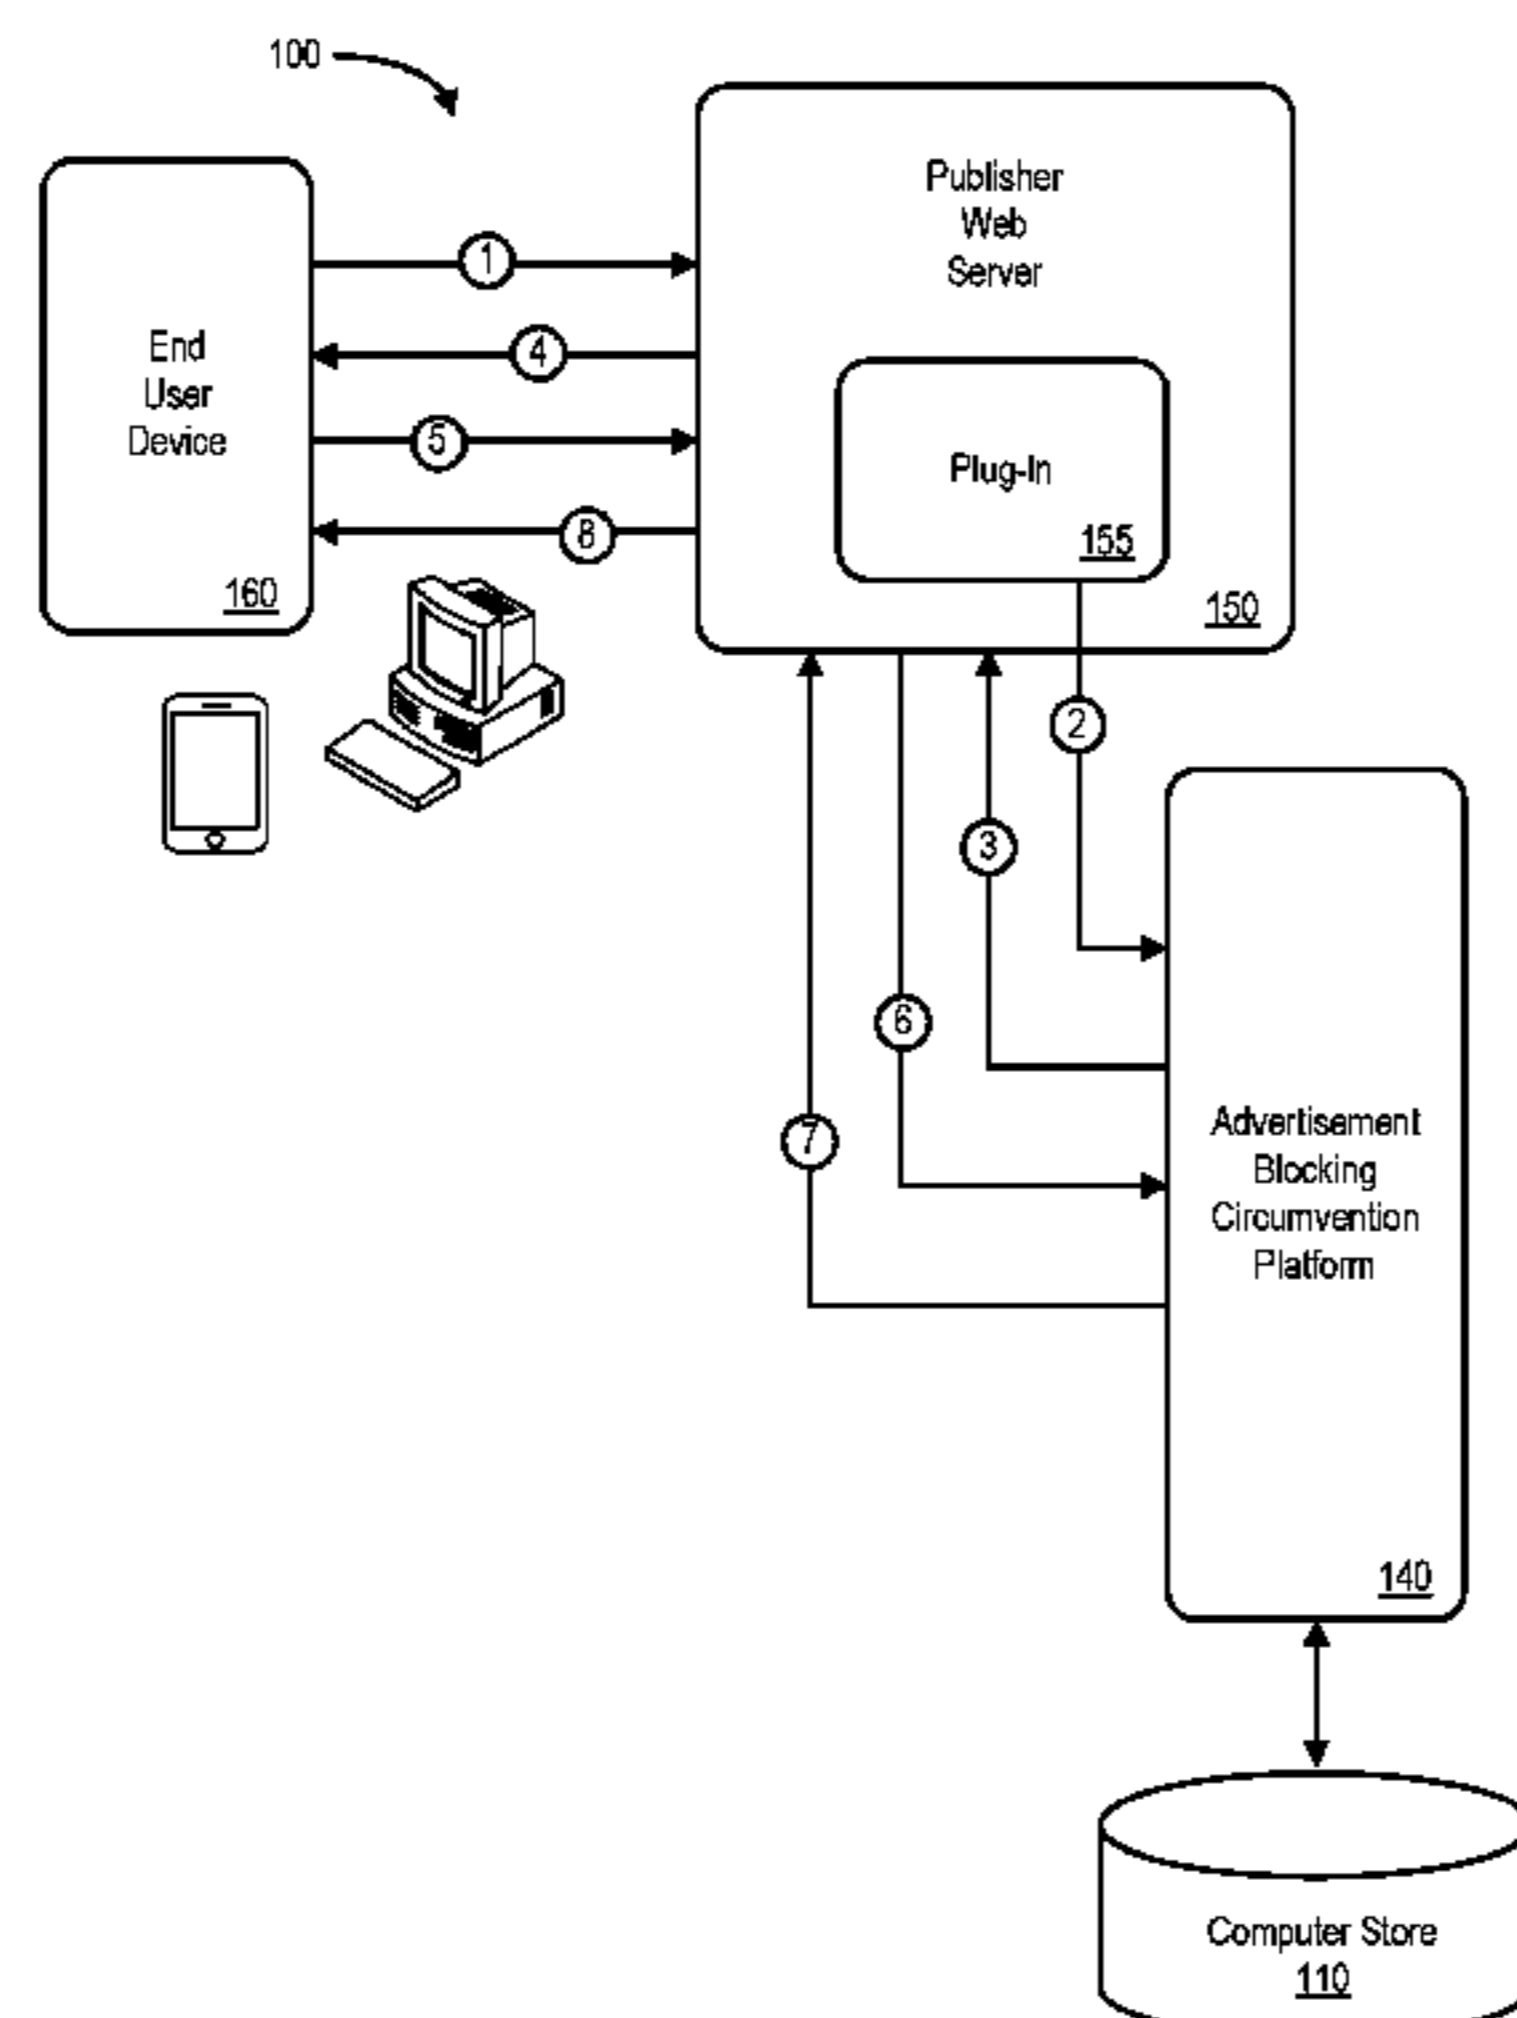 100
Publisher
Web
Server
1
End
User
Device
4
5
Plug-In
8
155
160
150
2
3
6
7
Advertisement
Blocking
Circumvention
Platform
140
Computer Store
110